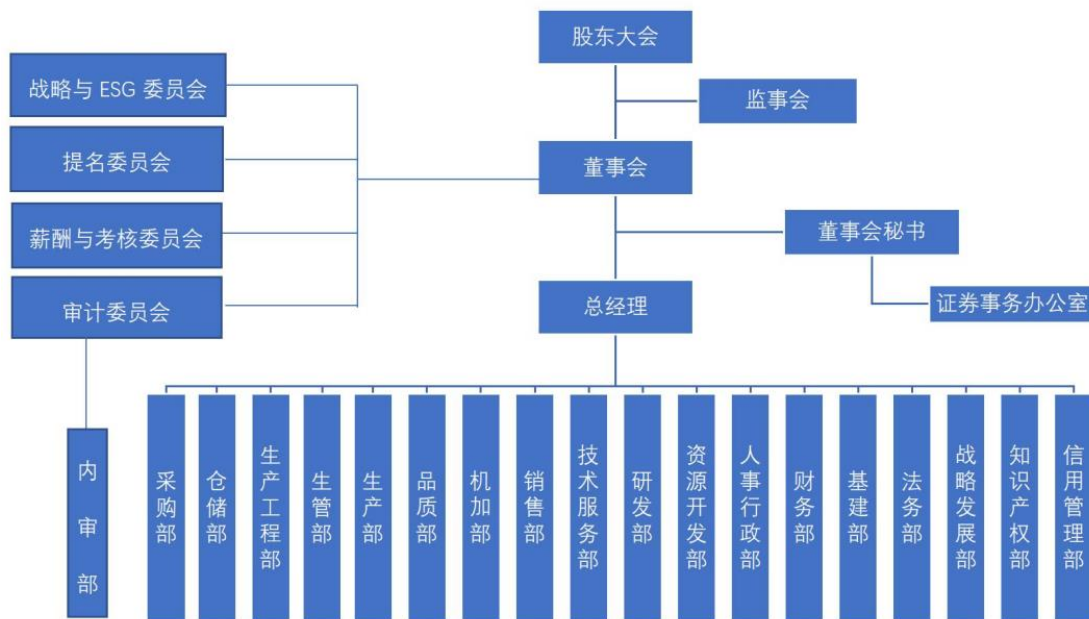 股东大会
战略与 ESG 委员会
监事会
提名委员会
董事会
薪酬与考核委员会
董事会秘书
审计委员会
总经理
证券事务办公室
内审部
采购部
仓储部
生产工程部
生管部
生产部
品质部
机加部
销售部
技术服务部
研发部
资源开发部
人事行政部
财务部
基建部
法务部
战略发展部
知识产权部
信用管理部